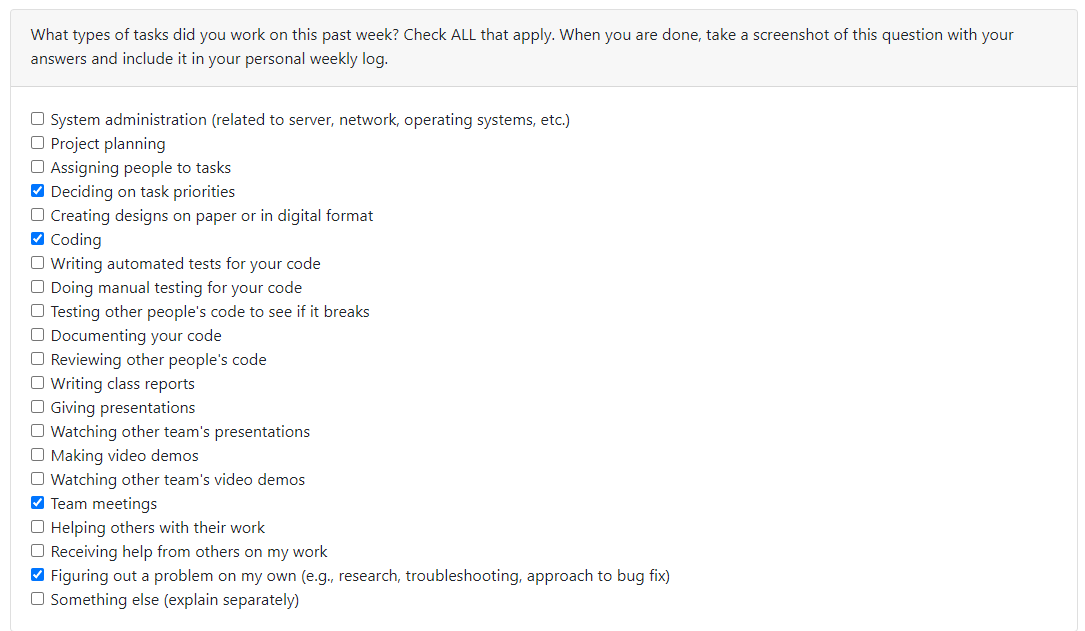 What types of tasks did you work on this past week? Check ALL that apply. When you are done, take a screenshot of this question with your
answers and include it in your personal weekly log.
System administration (related to server, network, operating systems, etc.)
Project planning
Assigning people to tasks
Deciding on task priorities
Creating designs on paper or in digital format
Coding
Writing automated tests for your code
Doing manual testing for your code
Testing other people's code to see if it breaks
Documenting your code
Reviewing other people's code
Writing class reports
Giving presentations
Watching other team's presentations
Making video demos
Watching other team's video demos
Team meetings
Helping others with their work
Receiving help from others on my work
Figuring out a problem on my own (e.g., research, troubleshooting, approach to bug fix)
Something else (explain separately)